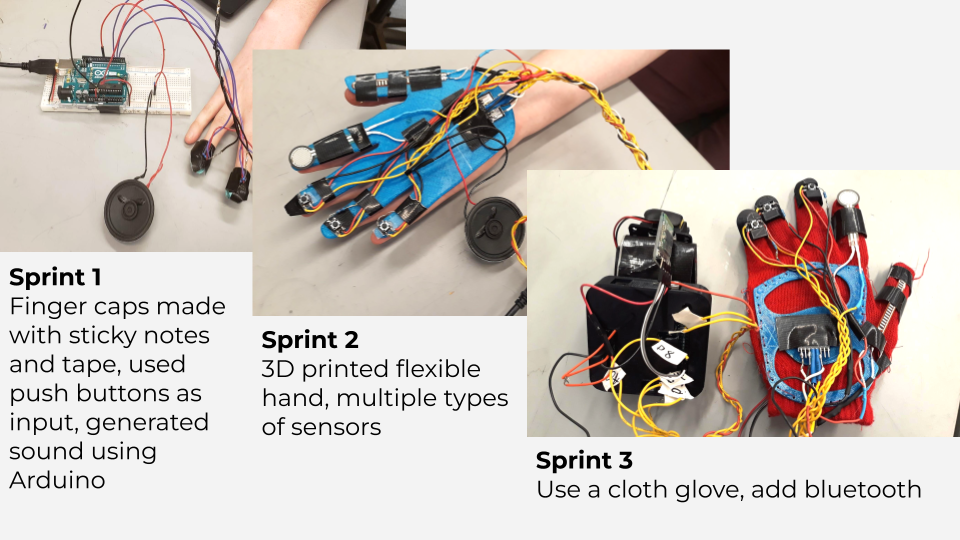 Sprint 1
Finger caps made
with sticky notes
and tape, used
push buttons as
input, generated
sound using
Arduino
Sprint 2
3D printed flexible
hand, multiple types
of sensors
D8
Sprint 3
Use a cloth glove, add bluetooth